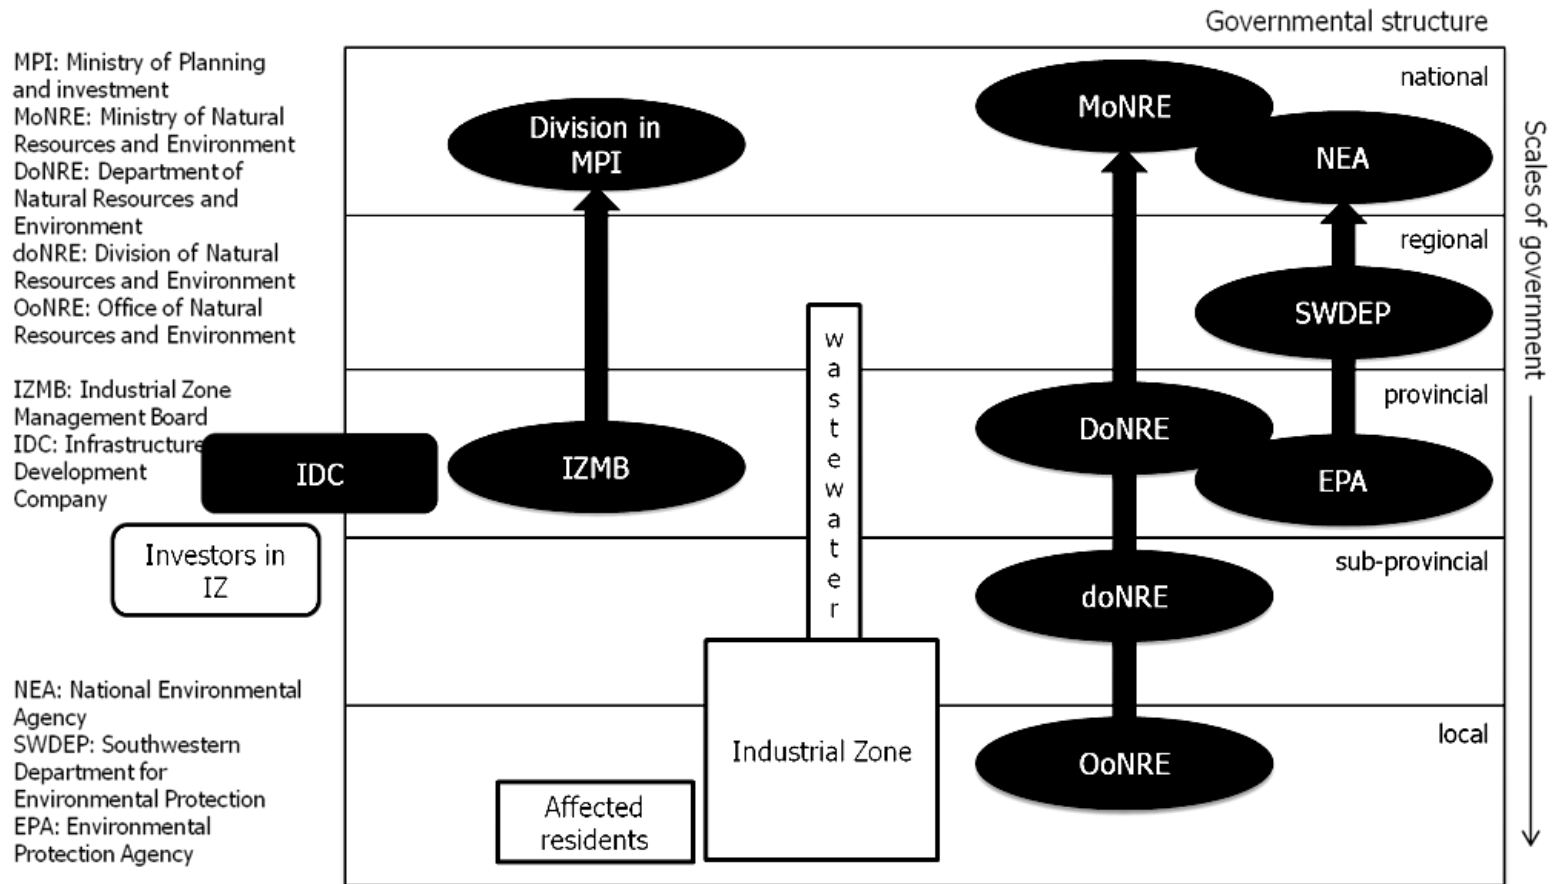 Governmental structure
MPI: Ministry of Planning
and investment
MoNRE: Ministry of Natural
Resources and Environment
DoNRE: Department of
Natural Resources and
Environment
doNRE: Division of Natural
Resources and Environment
OoNRE: Office of Natural
Resources and Environment
IZMB: Industrial Zone
Management Board
IDC: Infrastructure
Development
Company
IDC
Investors in
IZ
NEA: National Environmental
Agency
SWDEP: Southwestern
Department for
Environmental Protection
EPA: Environmental
Protection Agency
national
Division in
MPI
MoNRE
NEA
regional
SWDEP
provincial
IZMB
DoNRE
EPA
sub-provincial
doNRE
local
OoNRE
wastewater
Industrial Zone
Affected
residents
Scales of government